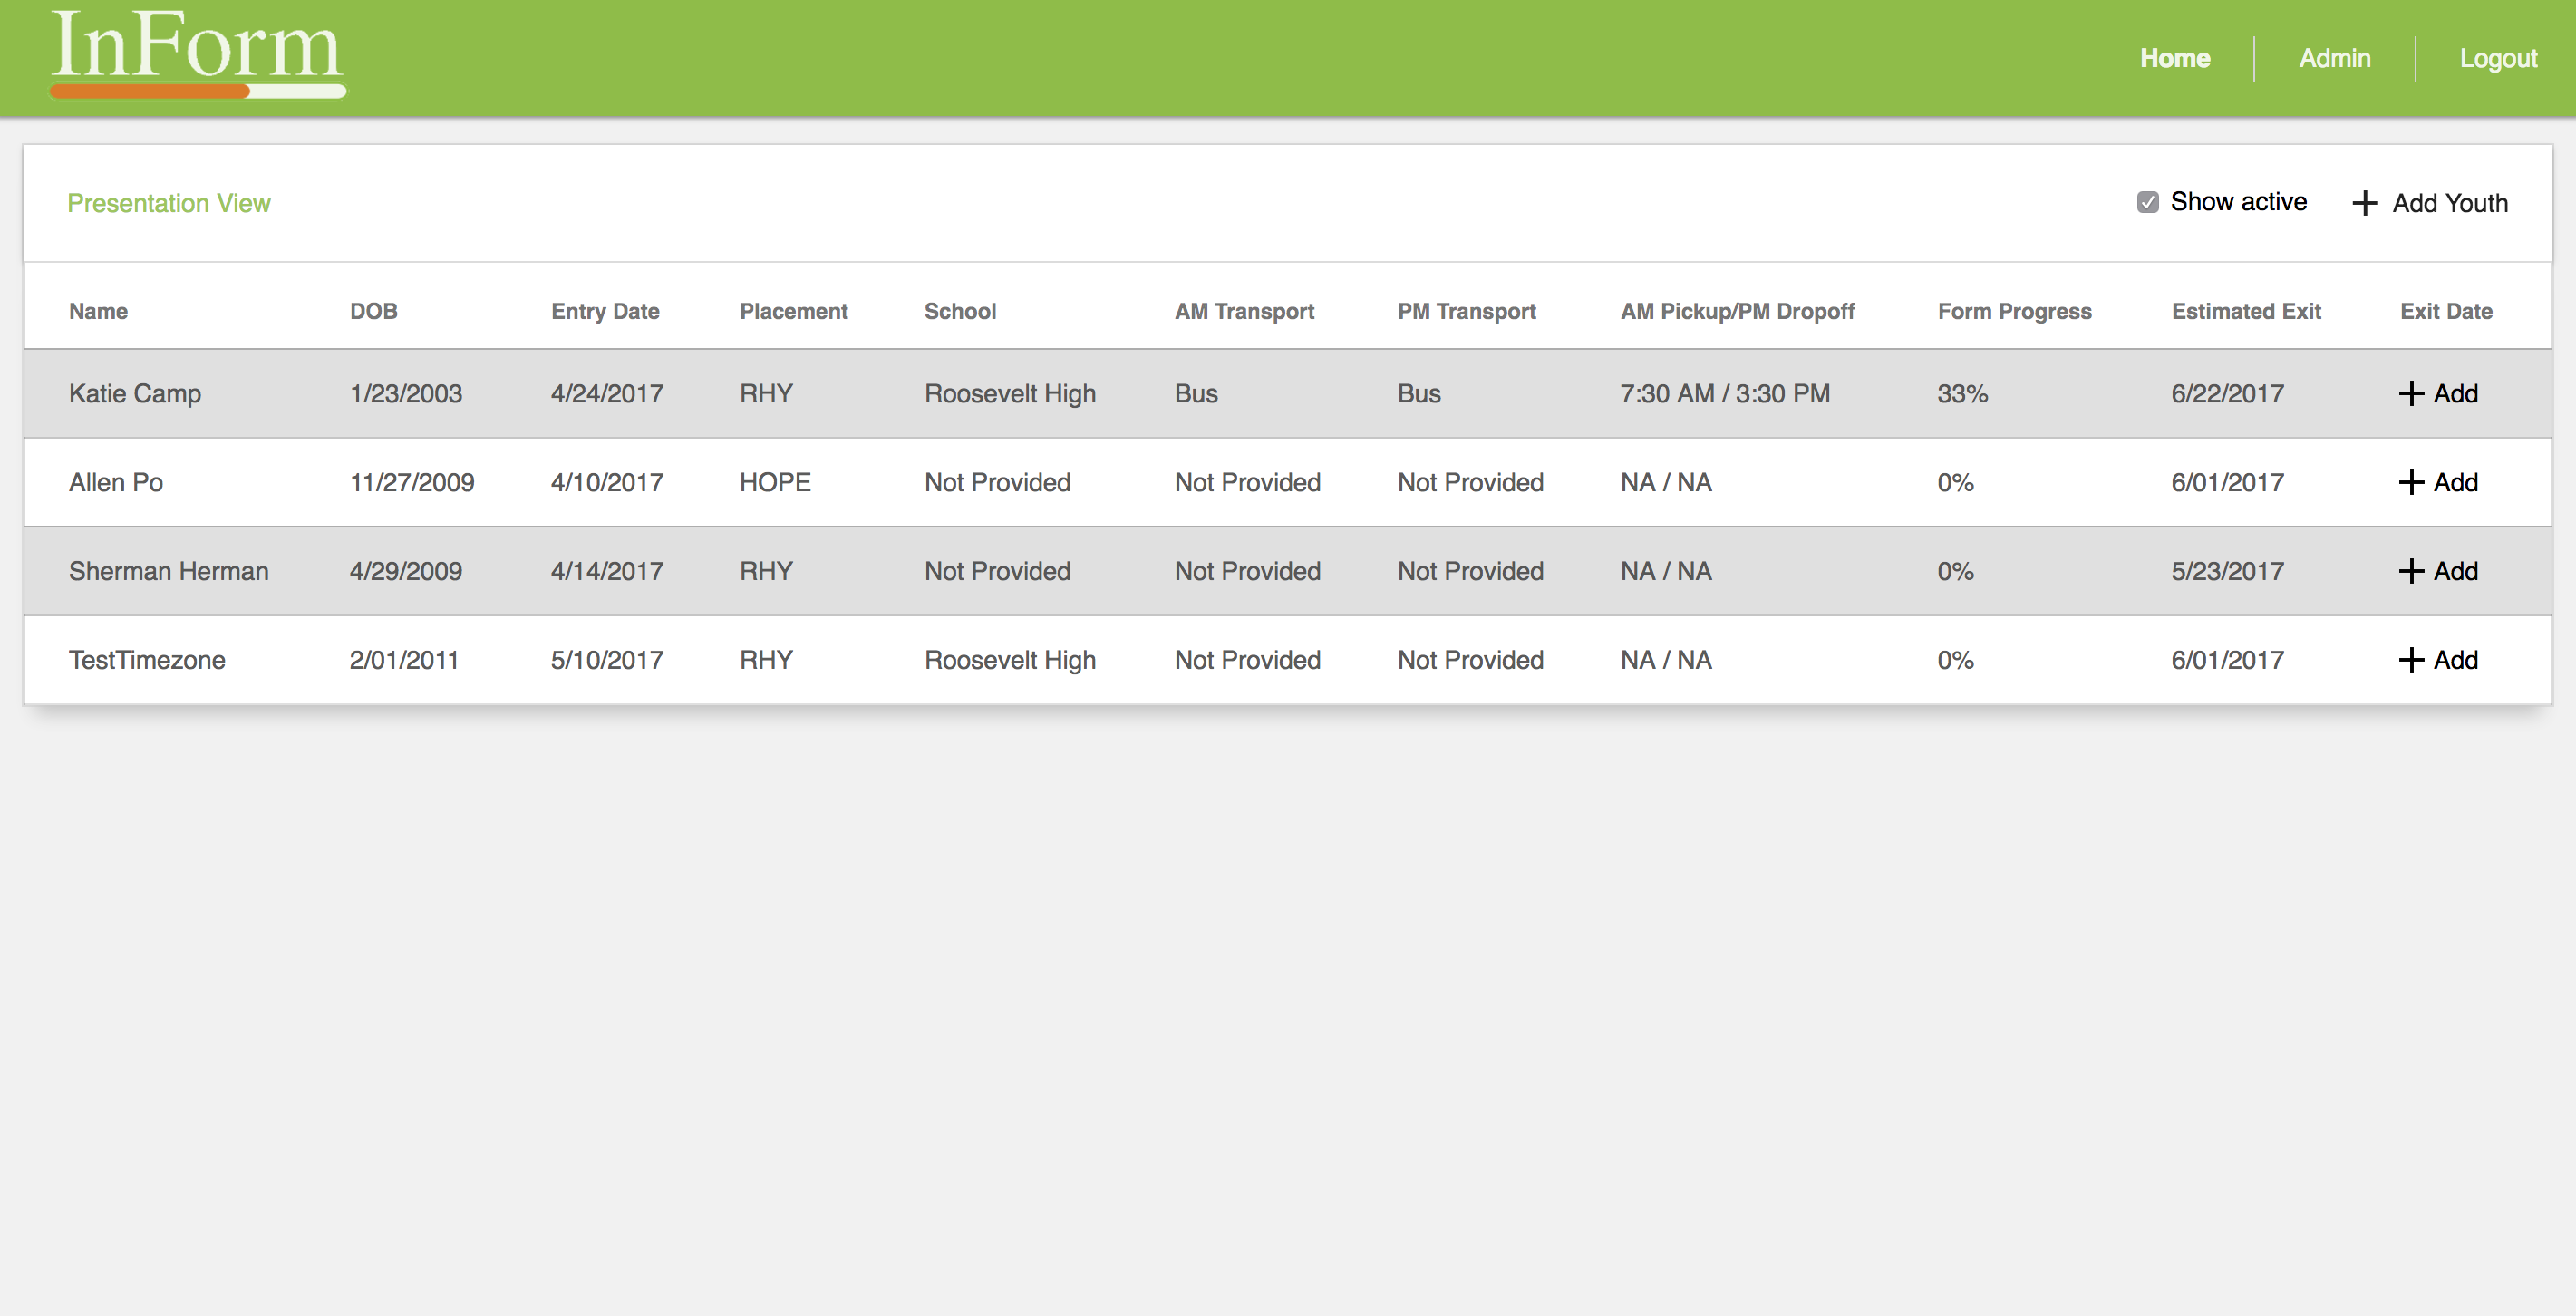 InForm
Home Admin Logout
Presentation View Show active + Add Youth
Name DOB Entry Date Placement School AM Transport PM Transport AM Pickup/PM Dropoff Form Progress Estimated Exit Exit Date
Katie Camp 1/23/2003 4/24/2017 RHY Roosevelt High Bus Bus 7:30 AM / 3:30 PM 33% 6/22/2017 + Add
Allen Po 11/27/2009 4/10/2017 HOPE Not Provided Not Provided Not Provided NA / NA 0% 6/01/2017 + Add
Sherman Herman 4/29/2009 4/14/2017 RHY Not Provided Not Provided Not Provided NA / NA 0% 5/23/2017 + Add
TestTimezone 2/01/2011 5/10/2017 RHY Roosevelt High Not Provided Not Provided NA / NA 0% 6/01/2017 + Add